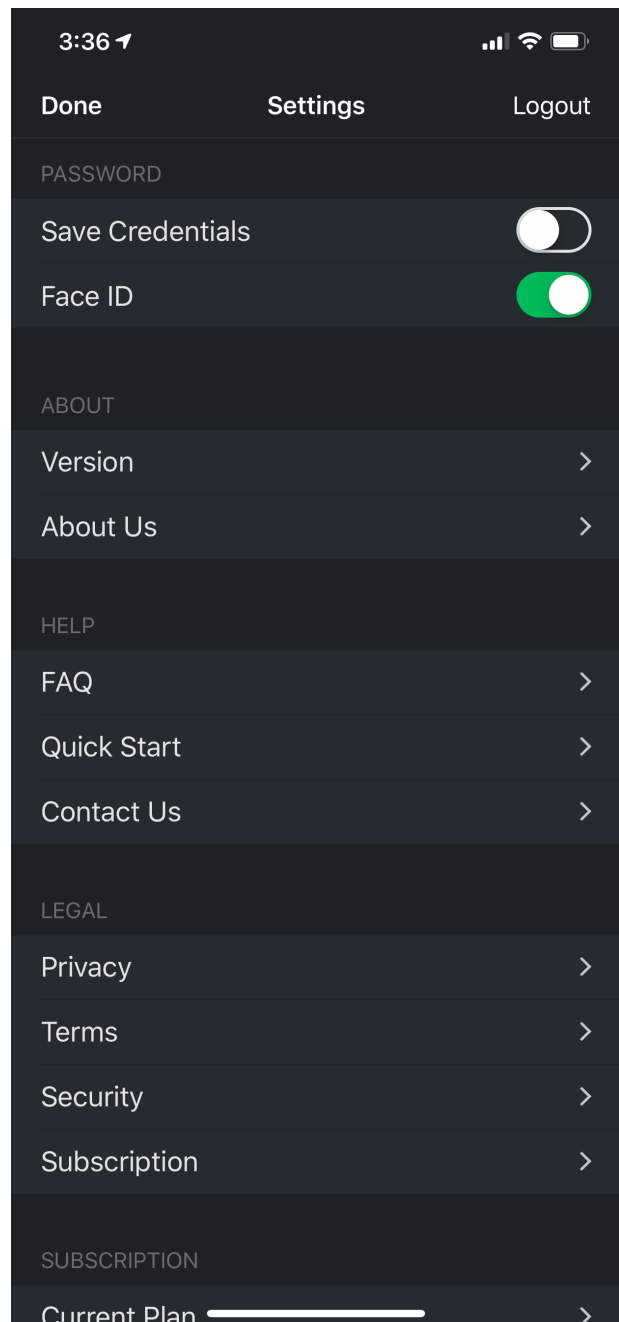 3:36
Done Settings Logout
PASSWORD
Save Credentials
Face ID
ABOUT
Version
About Us
HELP
FAQ
Quick Start
Contact Us
LEGAL
Privacy
Terms
Security
Subscription
SUBSCRIPTION
Current Plan